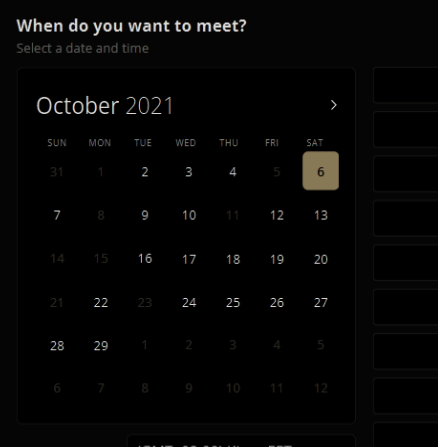 When do you want to meet?
Select a date and time
October 2021
SUN MON TUE WED THU FRI SAT
31 1 2 3 4 5 6
7 8 9 10 11 12 13
14 15 16 17 18 19 20
21 22 23 24 25 26 27
28 29 1 2 3 4 5
6 7 8 9 10 11 12